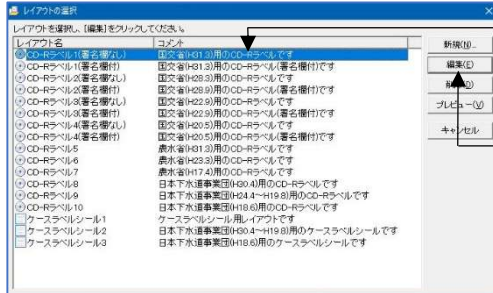 レイアウトの選択
レイアウトを選択し、[編集]をクリックしてください。
レイアウト名 コメント
CD-Rラベル1(署名欄なし) 国交省(H31.3)用のCD-Rラベルです
CD-Rラベル1(署名欄付) 国交省(H31.3)用のCD-Rラベル(署名欄付)です
CD-Rラベル2(署名欄なし) 国交省(H28.3)用のCD-Rラベルです
CD-Rラベル2(署名欄付) 国交省(H28.9)用のCD-Rラベル(署名欄付)です
CD-Rラベル3(署名欄なし) 国交省(H22.9)用のCD-Rラベルです
CD-Rラベル3(署名欄付) 国交省(H22.9)用のCD-Rラベル(署名欄付)です
CD-Rラベル4(署名欄なし) 国交省(H20.5)用のCD-Rラベルです
CD-Rラベル4(署名欄付) 国交省(H20.5)用のCD-Rラベル(署名欄付)です
CD-Rラベル5 農水省(H31.3)用のCD-Rラベルです
CD-Rラベル6 農水省(H23.3)用のCD-Rラベルです
CD-Rラベル7 農水省(H17.4)用のCD-Rラベルです
CD-Rラベル8 日本下水道事業団(H30.4)用のCD-Rラベルです
CD-Rラベル9 日本下水道事業団(H24.4～H19.8)用のCD-Rラベルです
CD-Rラベル10 日本下水道事業団(H18.6)用のCD-Rラベルです
ケースラベルシール1 ケースラベルシール用レイアウトです
ケースラベルシール2 日本下水道事業団(H30.4～H19.8)用のケースラベルシールです
ケースラベルシール3 日本下水道事業団(H18.6)用のケースラベルシールです
新規(N)...
編集(E)
(D)
プレビュー(V)
キャンセル